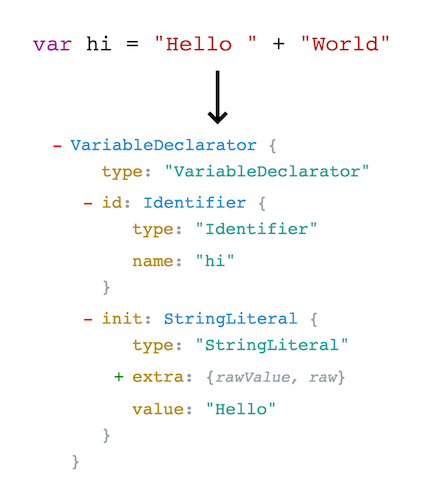 var hi = "Hello " + "World"
- VariableDeclarator {
type: "VariableDeclarator"
- id: Identifier {
type: "Identifier"
name: "hi"
}
- init: StringLiteral {
type: "StringLiteral"
+ extra: {rawValue, raw}
value: "Hello"
}
}